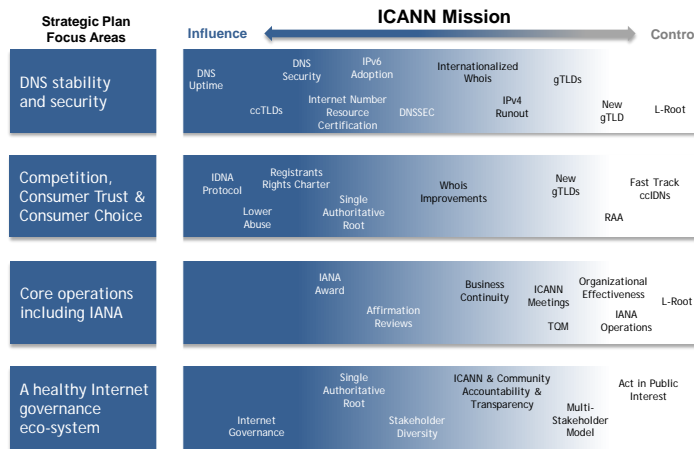 Strategic Plan
Focus Areas
ICANN Mission
Influence
Control
DNS stability
and security
DNS
Uptime
ccTLDs
DNS
Security
Internet Number
Resource
Certification
IPv6
Adoption
DNSSEC
Internationalized
Whois
IPv4
Runout
gTLDs
New
gTLD
L-Root
Competition,
Consumer Trust &
Consumer Choice
IDNA
Protocol
Lower
Abuse
Registrants
Rights Charter
Single
Authoritative
Root
Whois
Improvements
New
gTLDs
RAA
Fast Track
ccIDNs
Core operations
including IANA
IANA
Award
Affirmation
Reviews
Business
Continuity
ICANN
Meetings
TQM
Organizational
Effectiveness
IANA
Operations
L-Root
A healthy Internet
governance
eco-system
Internet
Governance
Single
Authoritative
Root
Stakeholder
Diversity
ICANN & Community
Accountability &
Transparency
Multi-
Stakeholder
Model
Act in Public
Interest